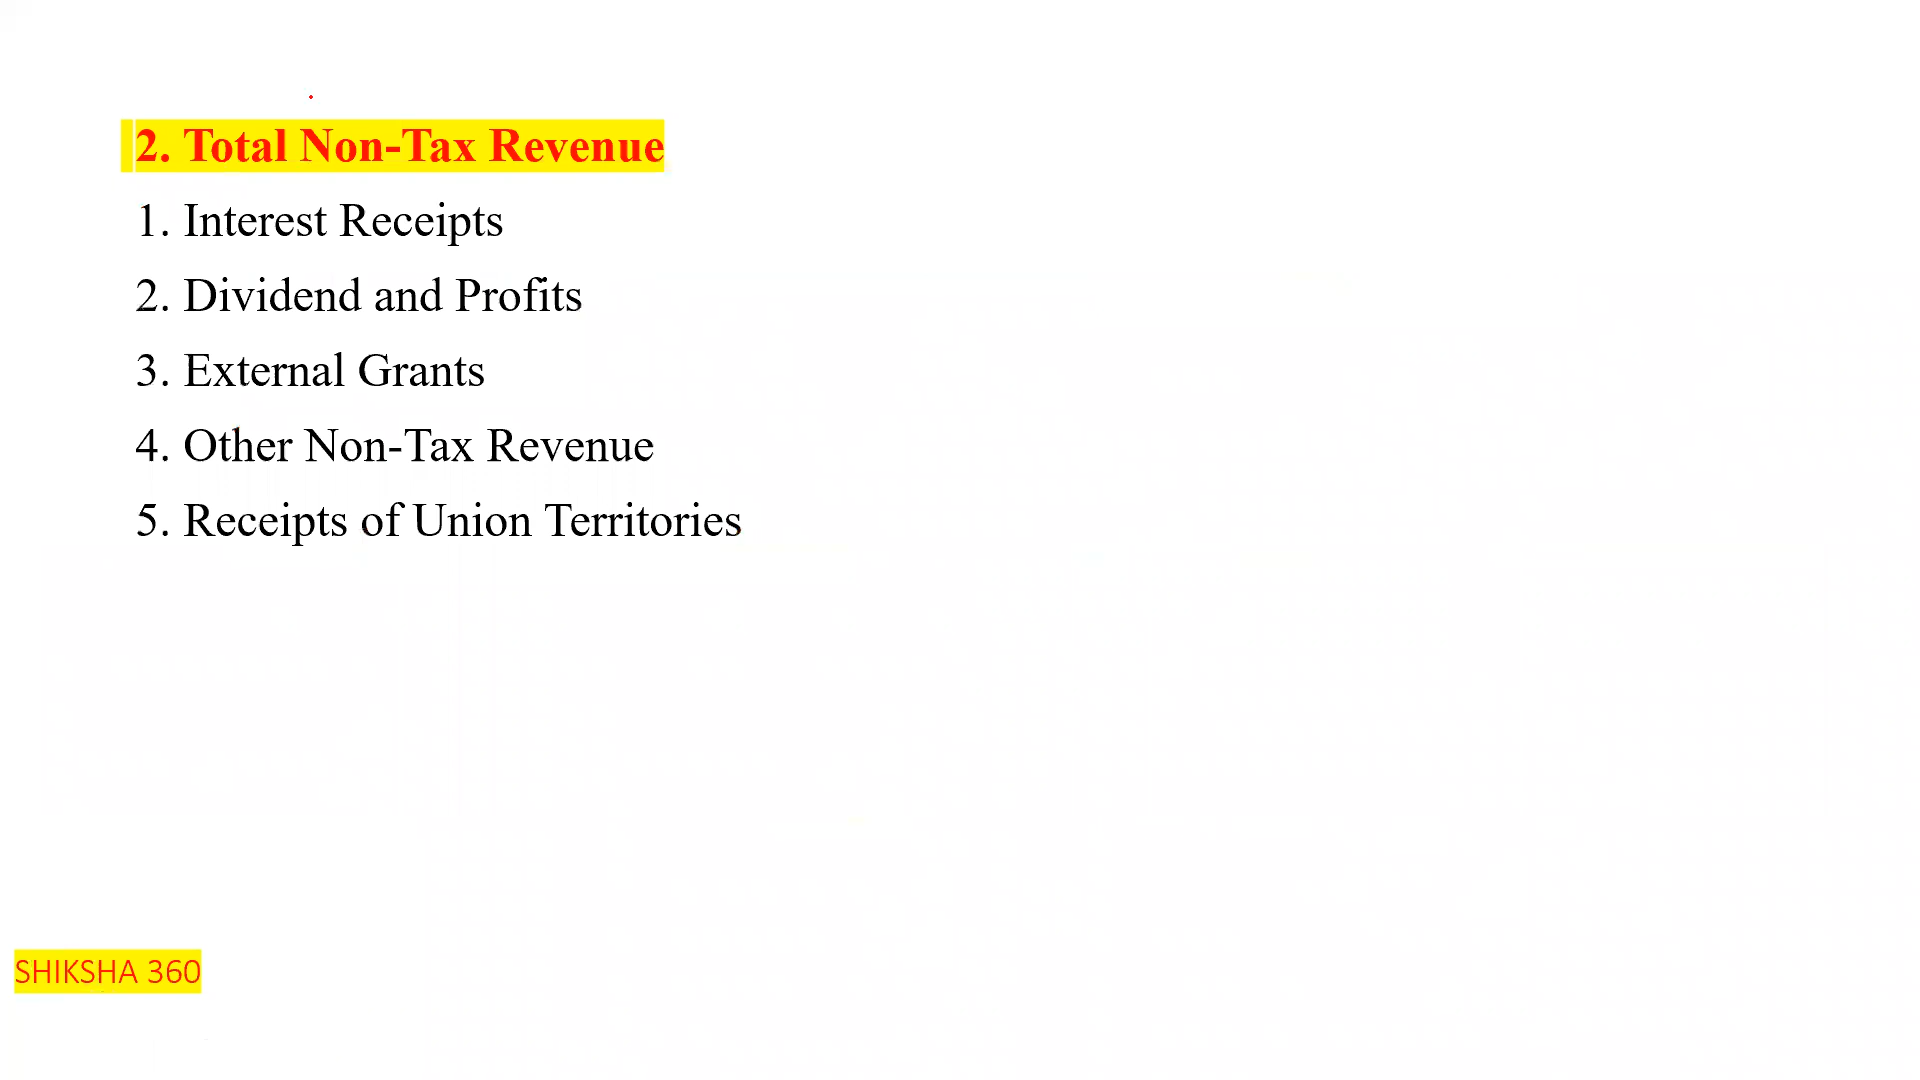 2. Total Non-Tax Revenue
1. Interest Receipts
2. Dividend and Profits
3. External Grants
4. Other Non-Tax Revenue
5. Receipts of Union Territories
SHIKSHA 360